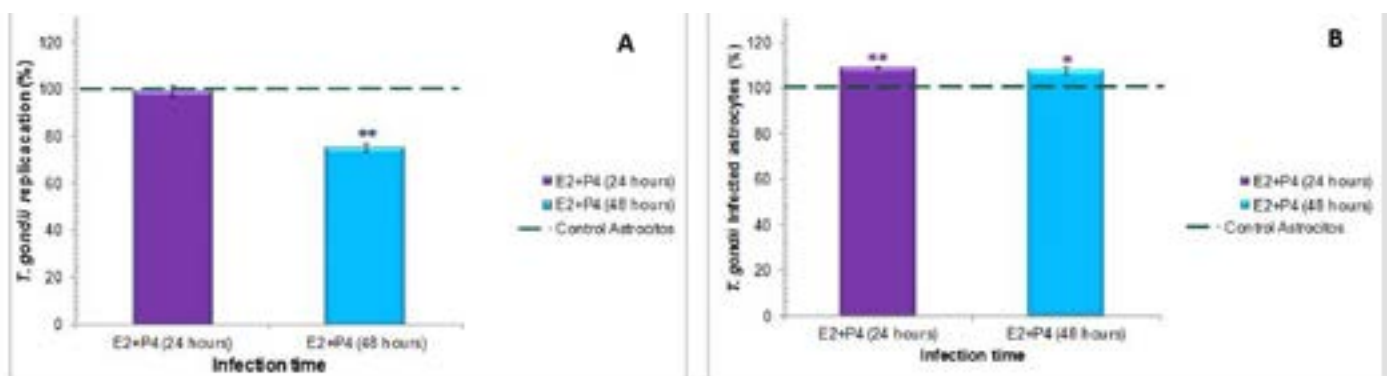 A
T. gondii replicacation (%)
120
100
80
60
40
20
0
**
E2+P4 (24 hours)
E2+P4 (48 hours)
Infection time
E2+P4 (24 hours)
E2+P4 (48 hours)
Control Astrocitos
B
T. gondii Infected astrocytes (%)
120
100
80
60
40
20
0
**
*
E2+P4 (24 hours)
E2+P4 (48 hours)
Infection time
E2+P4 (24 hours)
E2+P4 (48 hours)
Control Astrocitos